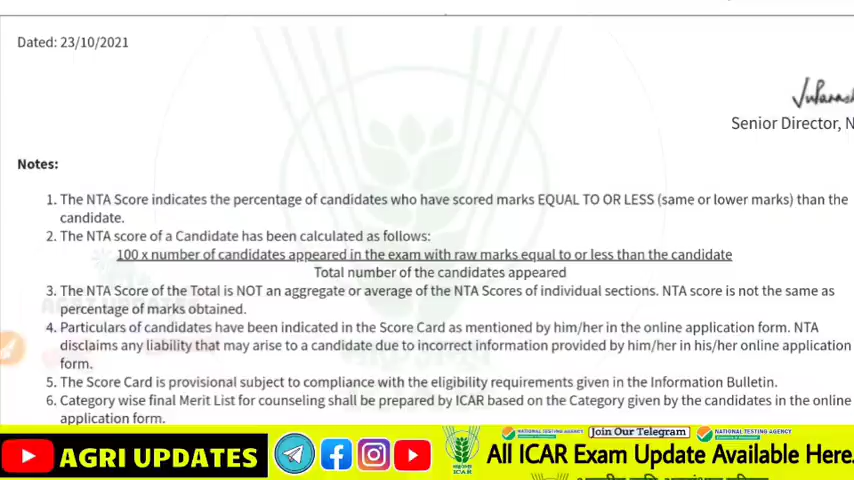 Dated: 23/10/2021
Senior Director, N
Notes:
1. The NTA Score indicates the percentage of candidates who have scored marks EQUAL TO OR LESS (same or lower marks) than the
candidate.
2. The NTA score of a Candidate has been calculated as follows:
100 x number of candidates appeared in the exam with raw marks equal to or less than the candidate
Total number of the candidates appeared
3. The NTA Score of the Total is NOT an aggregate or average of the NTA Scores of individual sections. NTA score is not the same as
percentage of marks obtained.
AGRI UPDATES
4. Particulars of candidates have been indicated in the Score Card as mentioned by him/her in the online application form. NTA
disclaims any liability that may arise to a candidate due to incorrect information provided by him/her in his/her online application
form.
5. The Score Card is provisional subject to compliance with the eligibility requirements given in the Information Bulletin.
6. Category wise final Merit List for counseling shall be prepared by ICAR based on the Category given by the candidates in the online
application form.
NATIONAL TESTING AGENCY
Join Our Telegram
NATIONAL TESTING AGENCY
AGRI UPDATES
ICAR
All ICAR Exam Update Available Here.